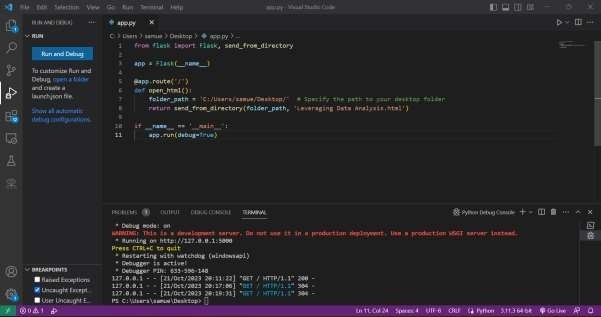 File Edit Selection View Go Run Terminal Help
app.py - Visual Studio Code
RUN AND DEBUG
RUN
Run and Debug
To customize Run and
Debug, open a folder
and create a
launch.json file.
Show all automatic
debug configurations.
BREAKPOINTS
Raised Exceptions
Uncaught Except...
User Uncaught E...
app.py
C: > Users > samue > Desktop > app.py > ...
1 from flask import Flask, send_from_directory
2
3 app = Flask(__name__)
4
5 @app.route('/')
6 def open_html():
7 folder_path = 'C:/Users/samue/Desktop/' # Specify the path to your desktop folder
8 return send_from_directory(folder_path, 'Leveraging Data Analysis.html')
9
10 if __name__ == '__main__':
11 app.run(debug=True)
PROBLEMS 1 OUTPUT DEBUG CONSOLE TERMINAL
Python Debug Console
* Debug mode: on
WARNING: This is a development server. Do not use it in a production deployment. Use a production WSGI server instead.
* Running on http://127.0.0.1:5000
Press CTRL+C to quit
* Restarting with watchdog (windowsapi)
* Debugger is active!
* Debugger PIN: 633-596-148
127.0.0.1 - - [21/Oct/2023 20:11:22] "GET / HTTP/1.1" 200 -
127.0.0.1 - - [21/Oct/2023 20:17:06] "GET / HTTP/1.1" 304 -
127.0.0.1 - - [21/Oct/2023 20:19:31] "GET / HTTP/1.1" 304 -
PS C:\Users\samue\Desktop>
0 1 Ln 11, Col 24 Spaces: 4 UTF-8 CRLF Python 3.11.3 64-bit Go Live